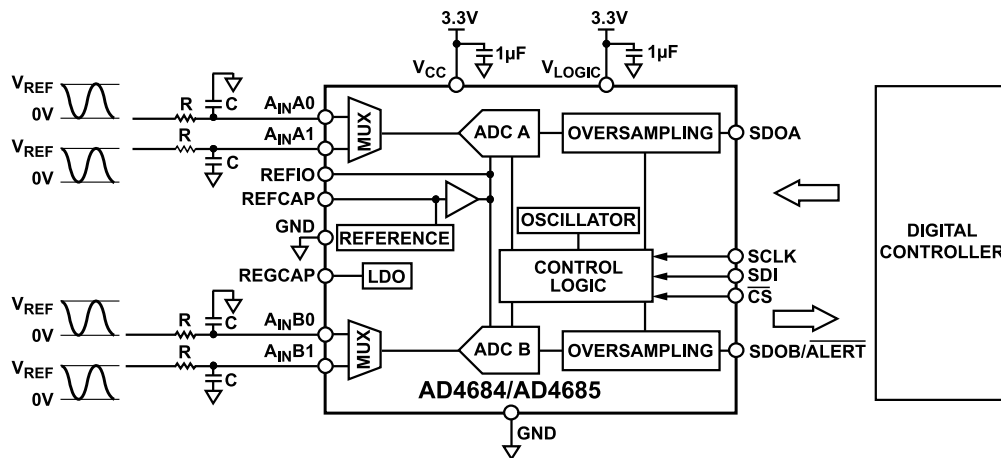 3.3V
3.3V
1µF
1µF
VCC
VLOGIC
VREF
0V
R
C
AINA0
MUX
ADC A
OVERSAMPLING
SDOA
VREF
0V
R
C
AINA1
REFIO
REFCAP
GND
REFERENCE
OSCILLATOR
REGCAP
LDO
CONTROL
LOGIC
SCLK
SDI
CS
DIGITAL
CONTROLLER
VREF
0V
R
C
AINB0
MUX
ADC B
OVERSAMPLING
SDOB/ALERT
VREF
0V
R
C
AINB1
AD4684/AD4685
GND